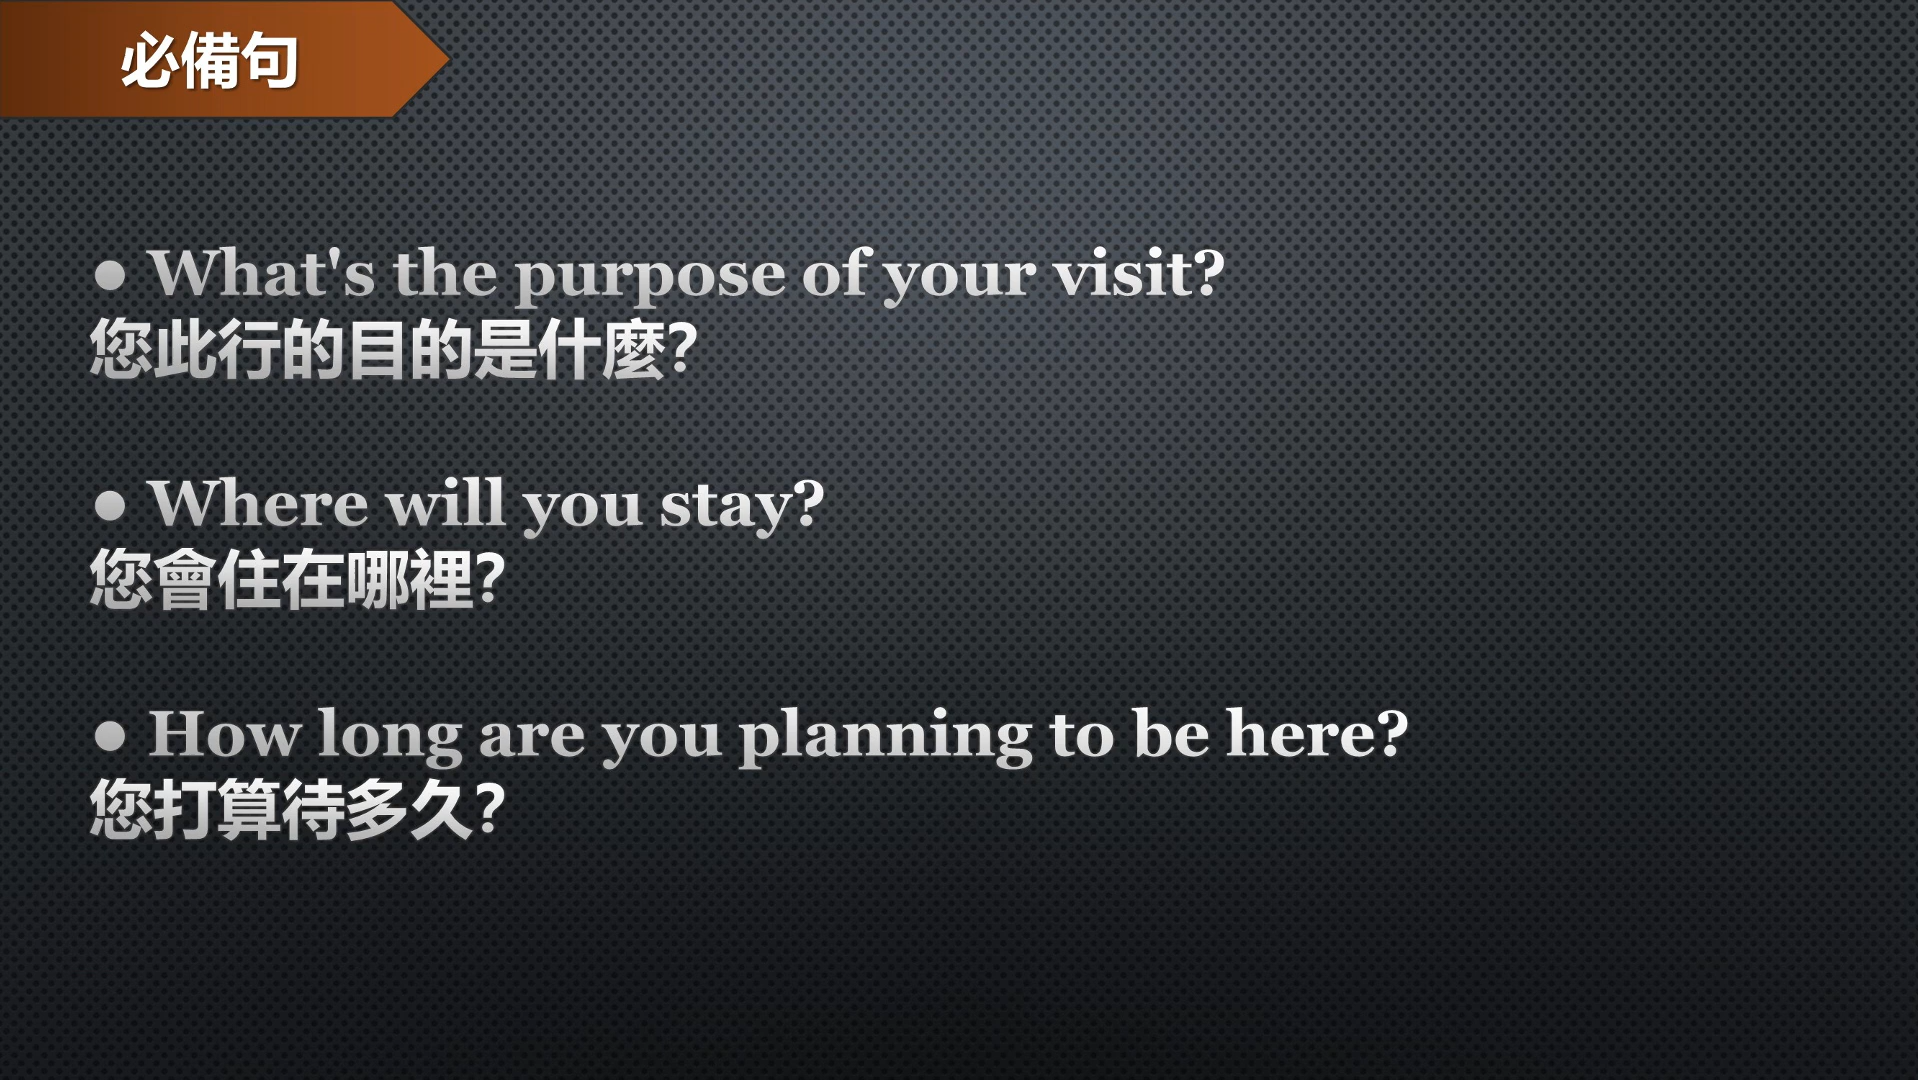 必備句
● What's the purpose of your visit?
您此行的目的是什麼?
● Where will you stay?
您會住在哪裡?
● How long are you planning to be here?
您打算待多久?